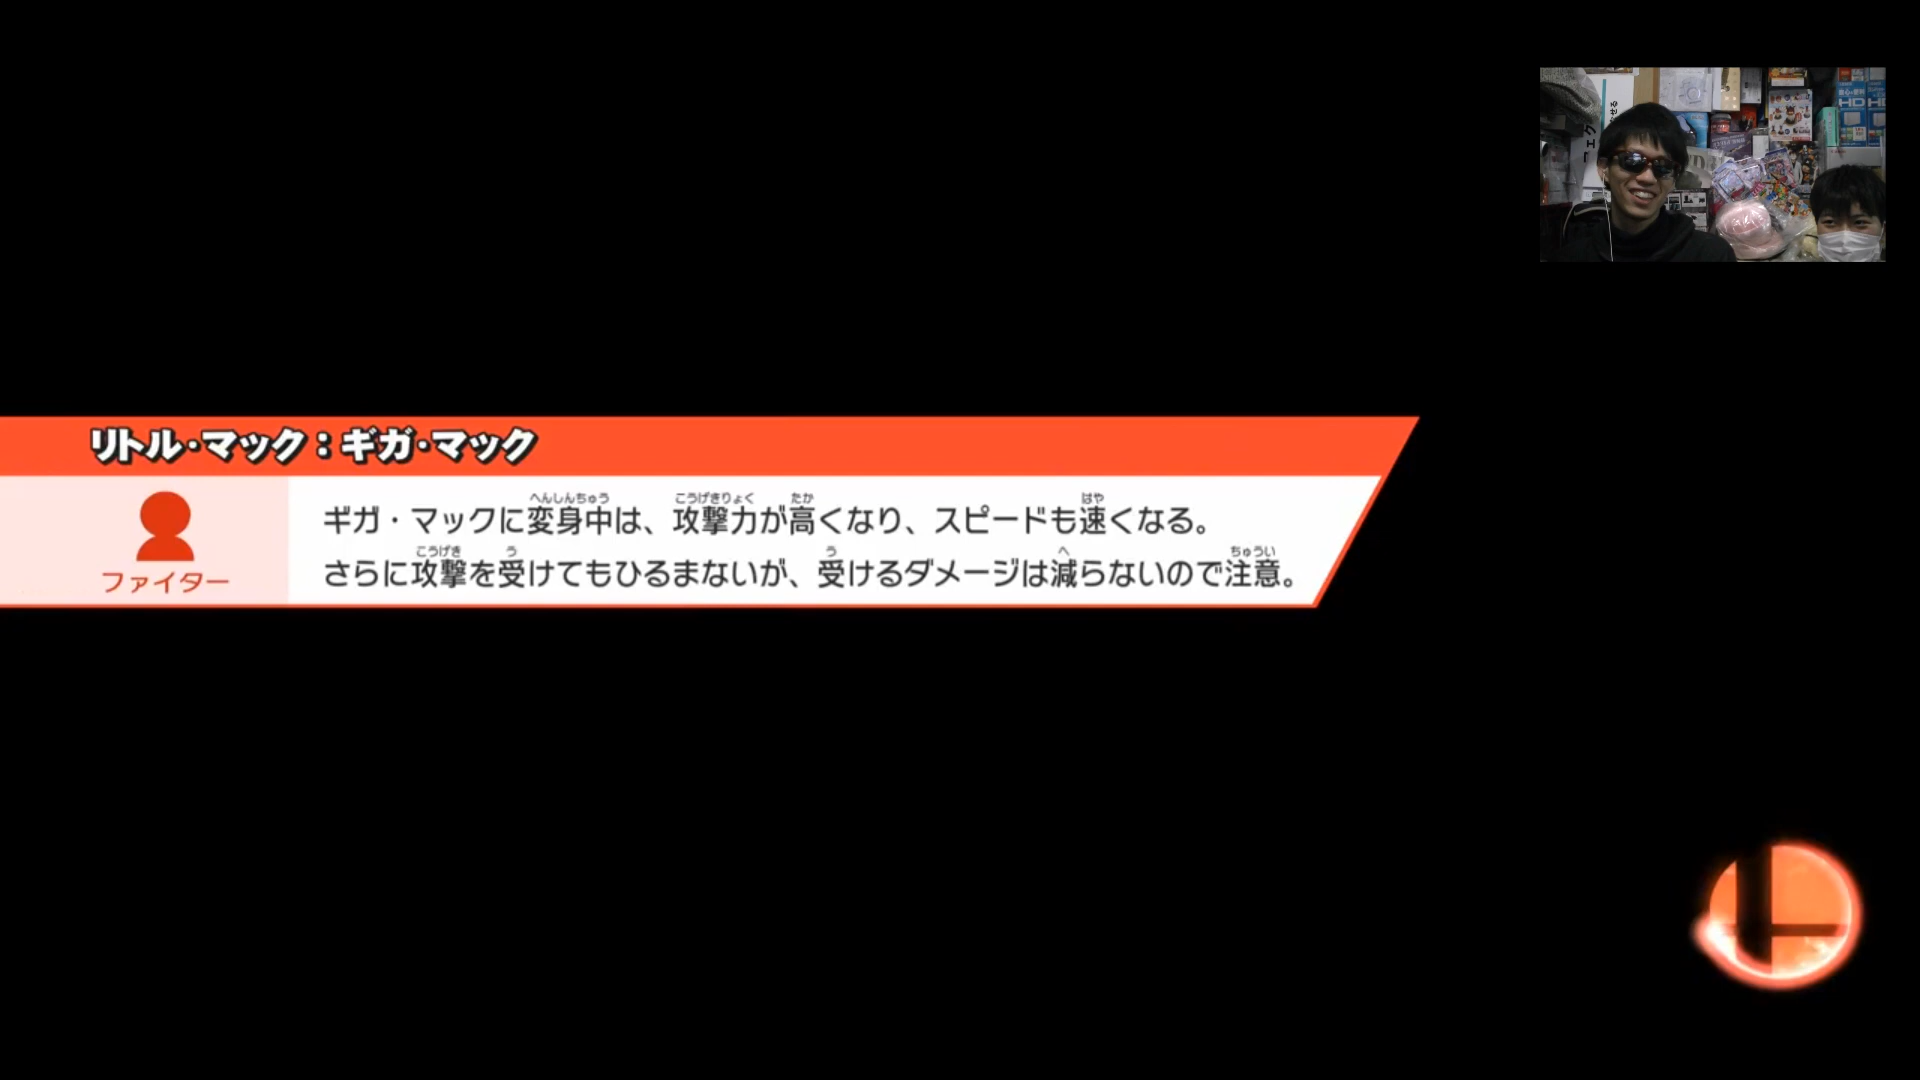 リトル・マック：ギガ・マック
ファイター
ギガ・マックに変身中は、攻撃力が高くなり、スピードも速くなる。
さらに攻撃を受けてもひるまないが、受けるダメージは減らないので注意。
HD